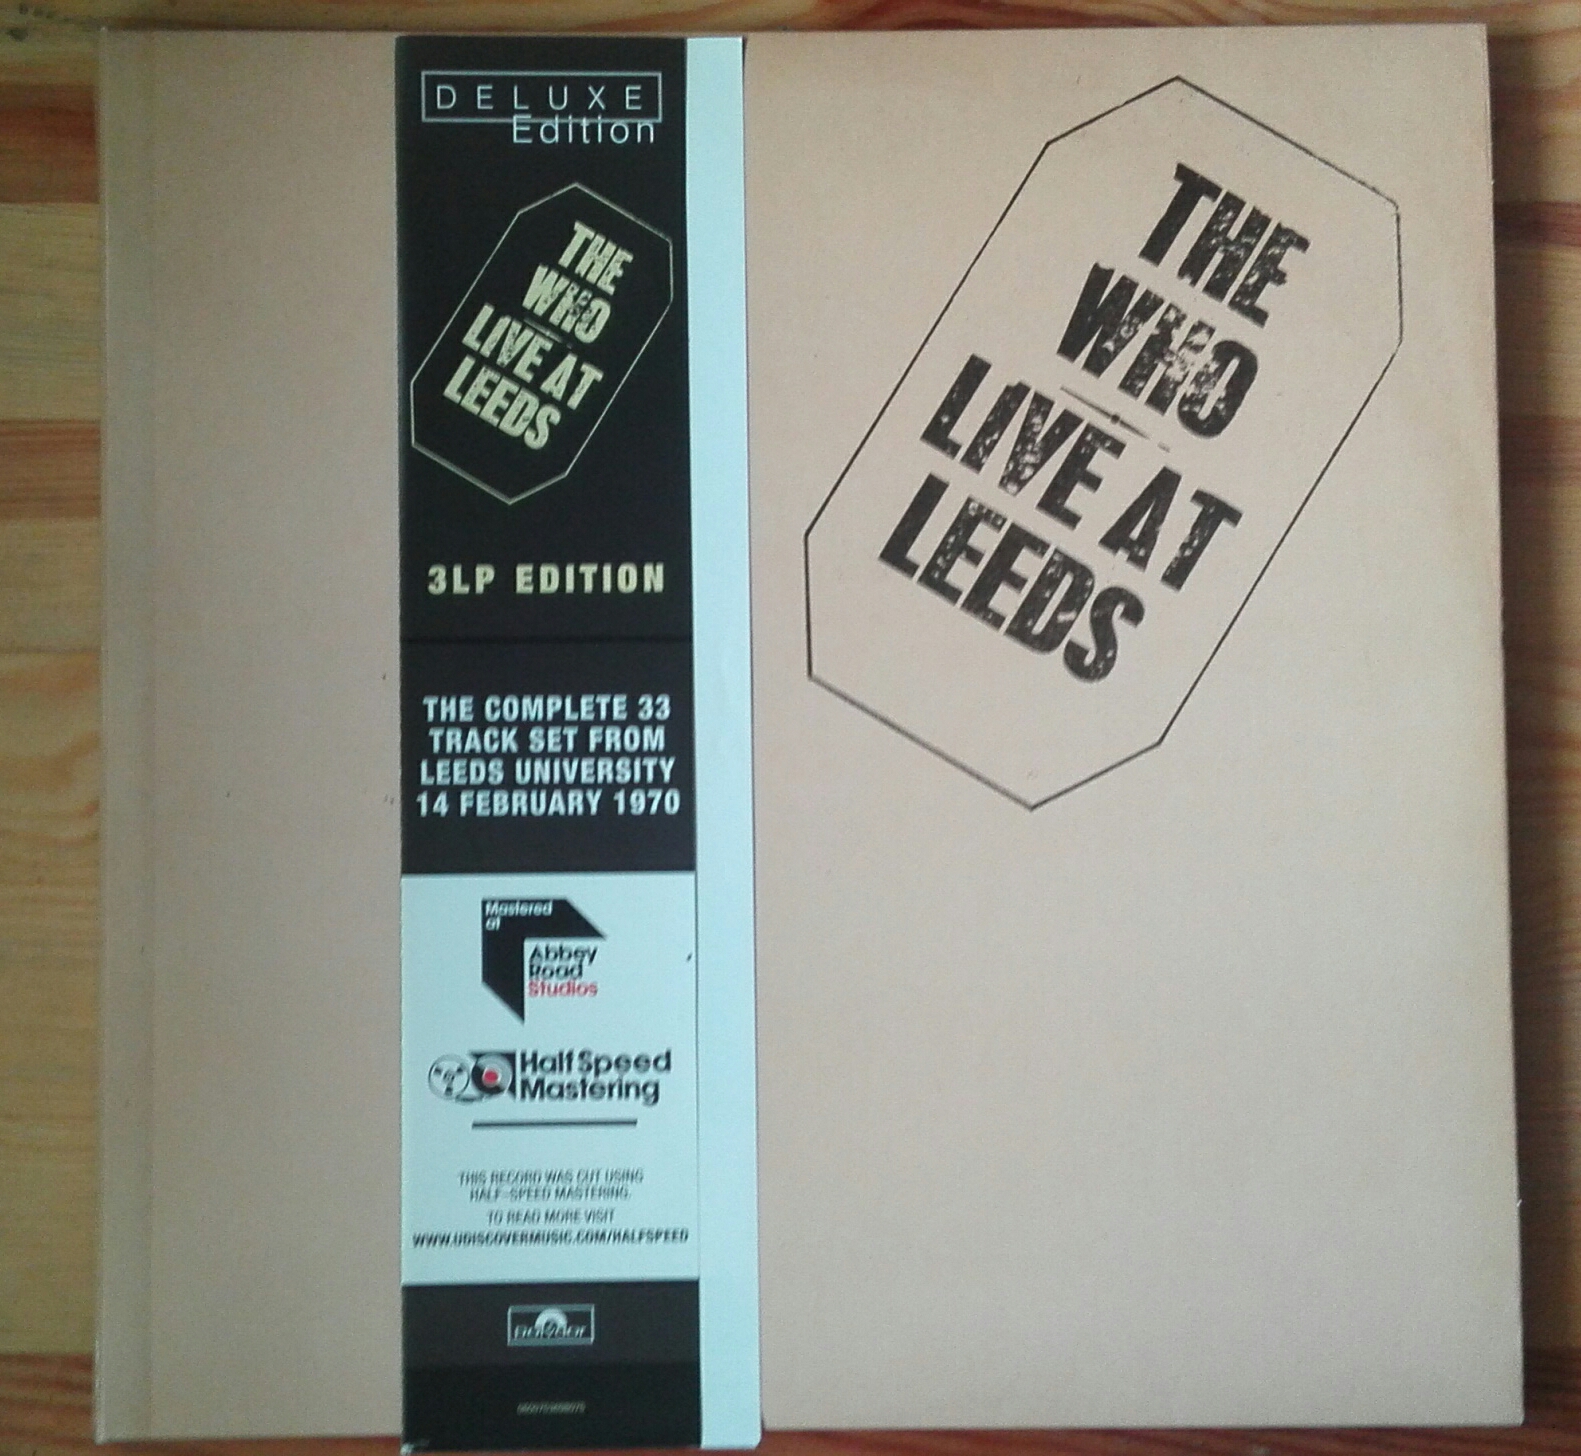 DELUXE
Edition
THE
WHO
LIVE AT
LEEDS
3LP EDITION
THE COMPLETE 33
TRACK SET FROM
LEEDS UNIVERSITY
14 FEBRUARY 1970
Mastered
at
Abbey
Road
Studios
Half Speed
Mastering
THIS RECORD WAS CUT USING
HALF-SPEED MASTERING.
TO READ MORE VISIT
WWW.UDISCOVERMUSIC.COM/HALFSPEED
Polydor
THE
WHO
LIVE AT
LEEDS